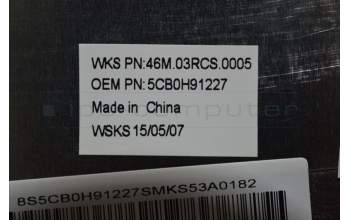 WKS PN:46M.03RCS.0005
OEM PN:5CB0H91227
Made in China
WSKS 15/05/07
8S5CB0H91227SMKS53A0182